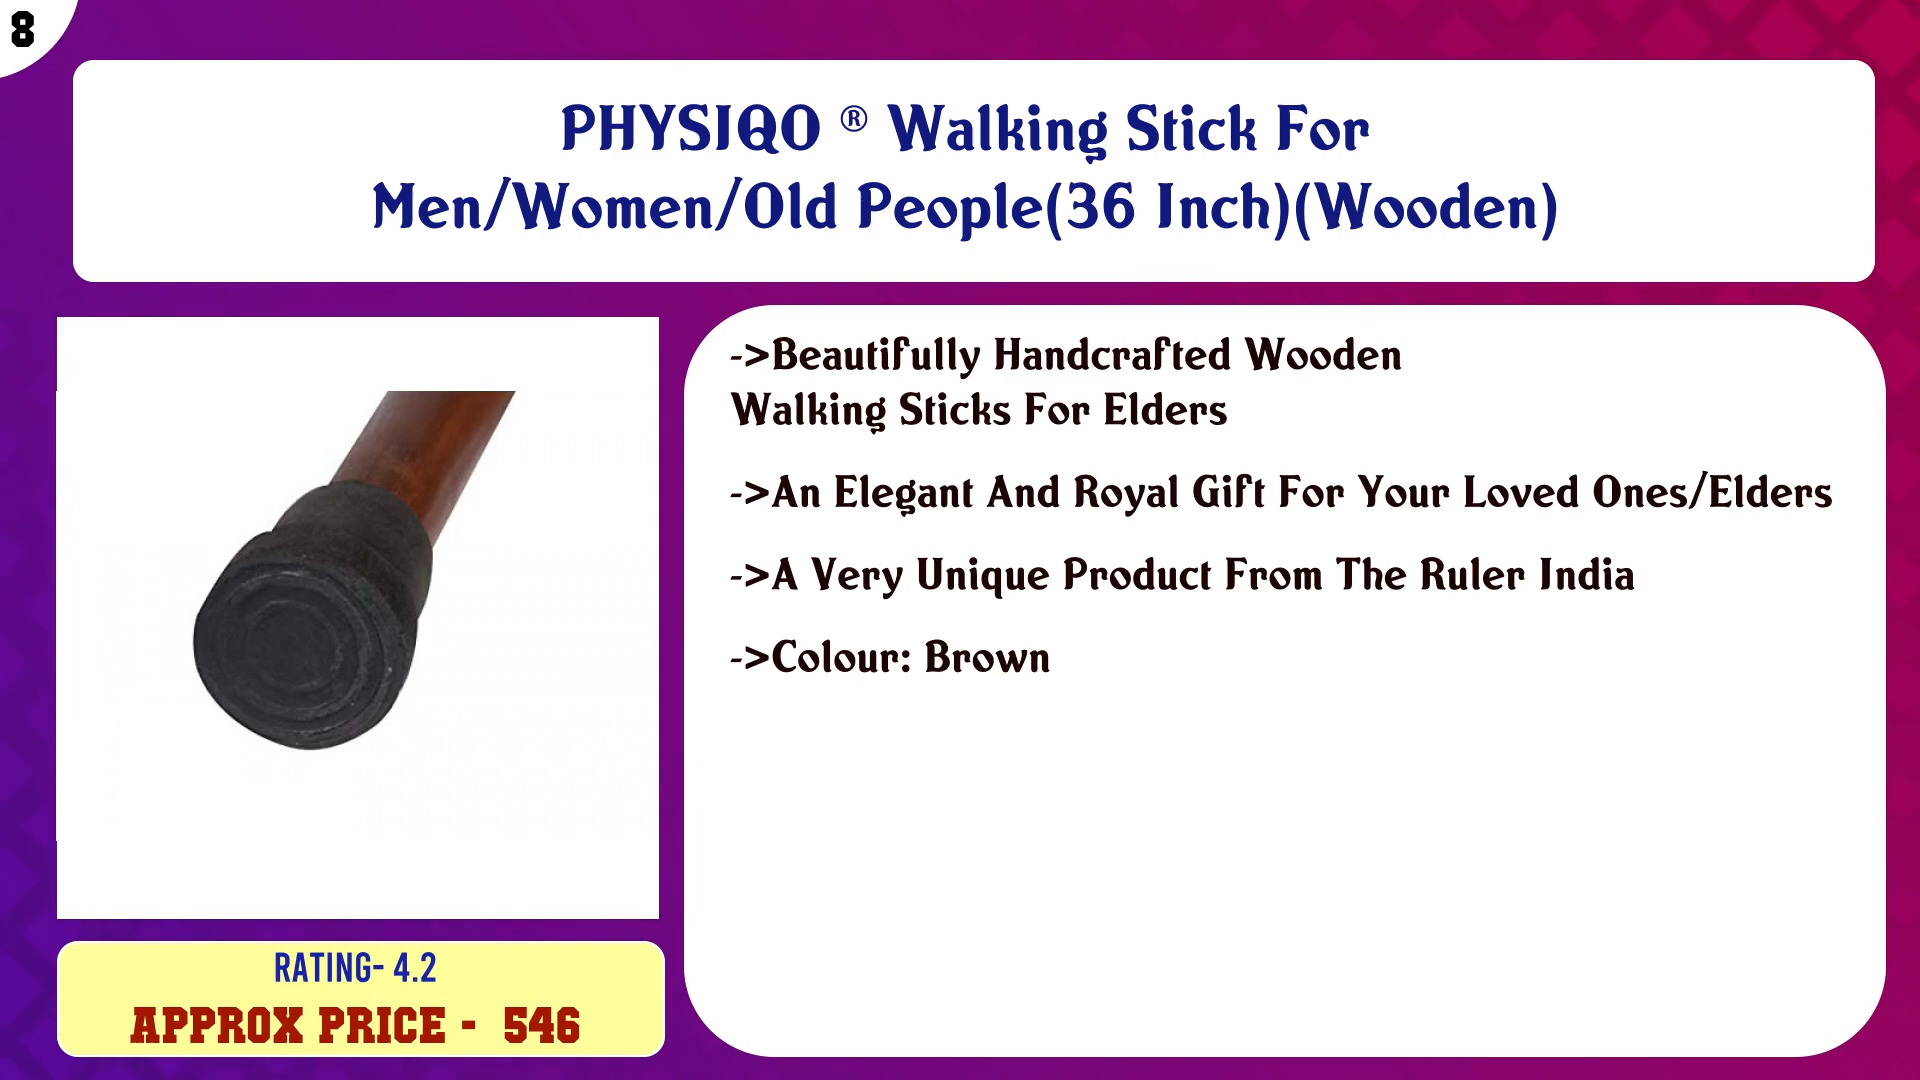 8
PHYSIQO ® Walking Stick For
Men/Women/Old People(36 Inch)(Wooden)
->Beautifully Handcrafted Wooden
Walking Sticks For Elders
->An Elegant And Royal Gift For Your Loved Ones/Elders
->A Very Unique Product From The Ruler India
->Colour: Brown
RATING- 4.2
APPROX PRICE - 546